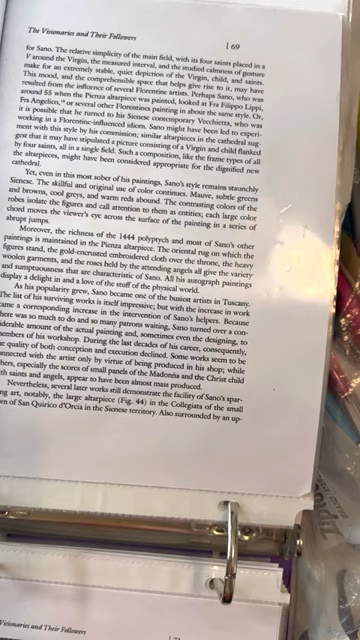 The Visionaries and Their Followers
| 69
for Sano. The relative simplicity of the main field, with its four saints placed in a
V around the Virgin, the measured interval, and the studied calmness of gesture
make for an extremely stable, quiet depiction of the Virgin, child, and saints.
This mood, and the comprehensible space that helps give rise to it, may have
resulted from the influence of several Florentine artists. Perhaps Sano, who was
around 55 when the Pienza altarpiece was painted, looked at Fra Filippo Lippi,
Fra Angelico, or several other Florentines painting in about the same style. Or,
it is possible that he turned to his Sienese contemporary Vecchietta, who was
working in a Florentine-influenced idiom. Sano might have been led to experi-
ment with this style by his commission; similar altarpieces in the cathedral sug-
gest that it may have stipulated a picture consisting of a Virgin and child flanked
by four saints, all in a single field. Such a composition, like the frame types of all
the altarpieces, might have been considered appropriate for the dignified new
cathedral.
Yet, even in this most sober of his paintings, Sano's style remains staunchly
Sienese. The skillful and original use of color continues. Mauve, subtle greens
and browns, cool greys, and warm reds abound. The contrasting colors of the
robes isolate the figures and call attention to them as entities; each large color
chord moves the viewer's eye across the surface of the painting in a series of
abrupt jumps.
Moreover, the richness of the 1444 polyptych and most of Sano's other
paintings is maintained in the Pienza altarpiece. The oriental rug on which the
figures stand, the gold-encrusted embroidered cloth over the throne, the heavy
woolen garments, and the roses held by the attending angels all give the variety
and sumptuousness that are characteristic of Sano. All his autograph paintings
display a delight in and a love of the stuff of the physical world.
As his popularity grew, Sano became one of the busiest artists in Tuscany.
The list of his surviving works is itself impressive; but with the increase in work
came a corresponding increase in the intervention of Sano's helpers. Because
there was so much to do and so many patrons waiting, Sano turned over a con-
siderable amount of the actual painting and, sometimes even the designing, to
members of his workshop. During the last decades of his career, consequently,
he quality of both conception and execution declined. Some works seem to be
onnected with the artist only by virtue of being produced in his shop; while
hers, especially the scores of small panels of the Madonna and the Christ child
ith saints and angels, appear to have been almost mass produced.
Nevertheless, several later works still demonstrate the facility of Sano's spar-
ng art, notably, the large altarpiece (Fig. 44) in the Collegiata of the small
wn of San Quirico d'Orcia in the Sienese territory. Also surrounded by an up-
Visionaries and Their Followers